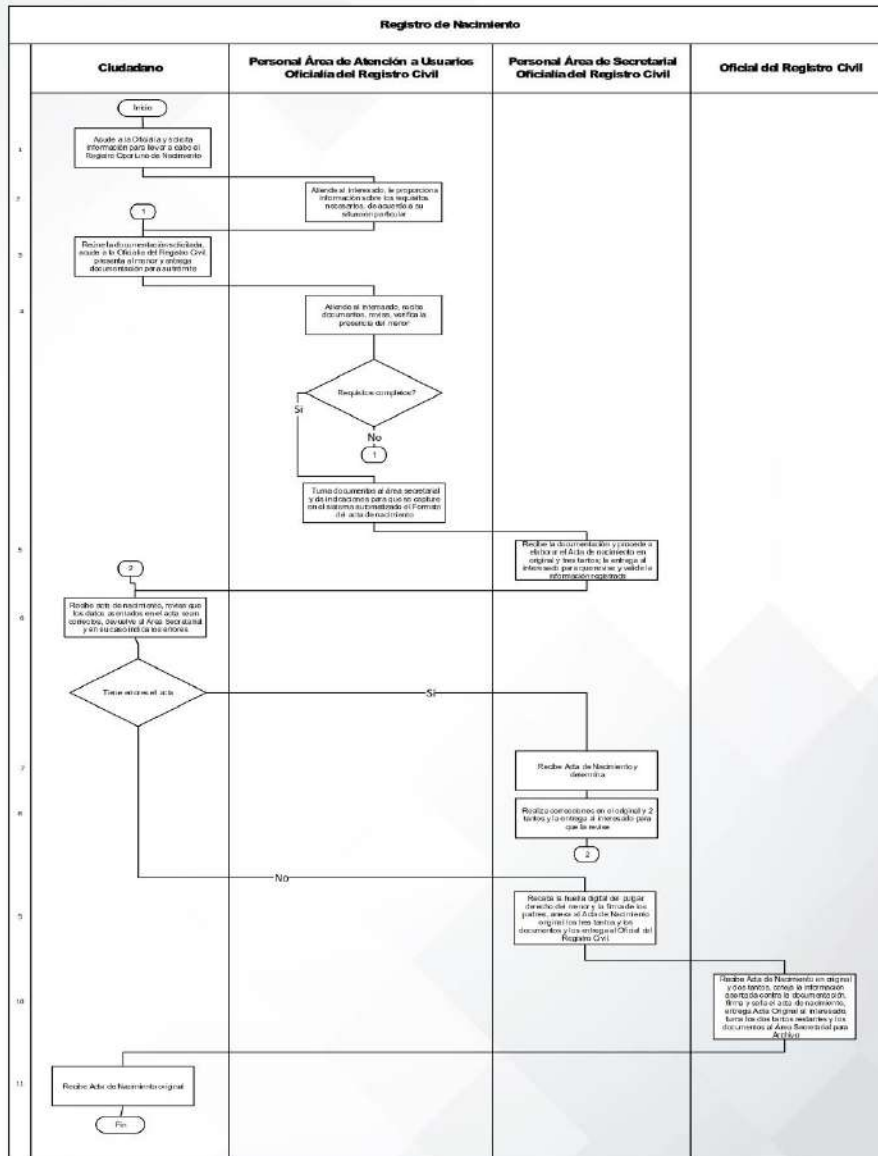 Registro de Nacimiento
Ciudadano
Personal Área de Atención a Usuarios
Oficialía del Registro Civil
Personal Área de Secretarial
Oficialía del Registro Civil
Oficial del Registro Civil
Inicio
1
Acude a la Oficialía y solicita
información para llevar a cabo el
Registro Oportuno de Nacimiento
2
Atiende al interesado, le proporciona
información sobre los requisitos
necesarios, de acuerdo a su
situación particular
1
3
Reúne la documentación solicitada,
acude a la Oficialía del Registro Civil,
presenta al menor y entrega
documentación para su trámite
4
Atiende al interesado, recibe
documentos, revisa, verifica la
presencia del menor
Requisitos completos?
Sí
No
1
Turna documentos al área secretarial
y da indicaciones para que se capture
en el sistema automatizado el Formato
del acta de nacimiento
5
Recibe la documentación y procede a
elaborar el Acta de nacimiento en
original y tres tantos; la entrega al
interesado para que revise y valide la
información registrada
2
6
Recibe acta de nacimiento, revisa que
los datos asentados en el acta sean
correctos, devuelve al Área Secretarial
y en su caso indica los errores
Tiene errores el acta
Sí
7
Recibe Acta de Nacimiento y
determina
8
Realiza correcciones en el original y 2
tantos y la entrega al interesado para
que la revise
2
No
9
Recaba la huella digital del pulgar
derecho del menor y la firma de los
padres, anexa al Acta de Nacimiento
original los tres tantos y los
documentos y los entrega al Oficial del
Registro Civil
10
Recibe Acta de Nacimiento en original
y dos tantos, coteja la información
asentada contra la documentación,
firma y sella el acta de nacimiento,
entrega Acta Original al interesado,
turna los dos tantos restantes y los
documentos al Área Secretarial para
Archivo
11
Recibe Acta de Nacimiento original
Fin